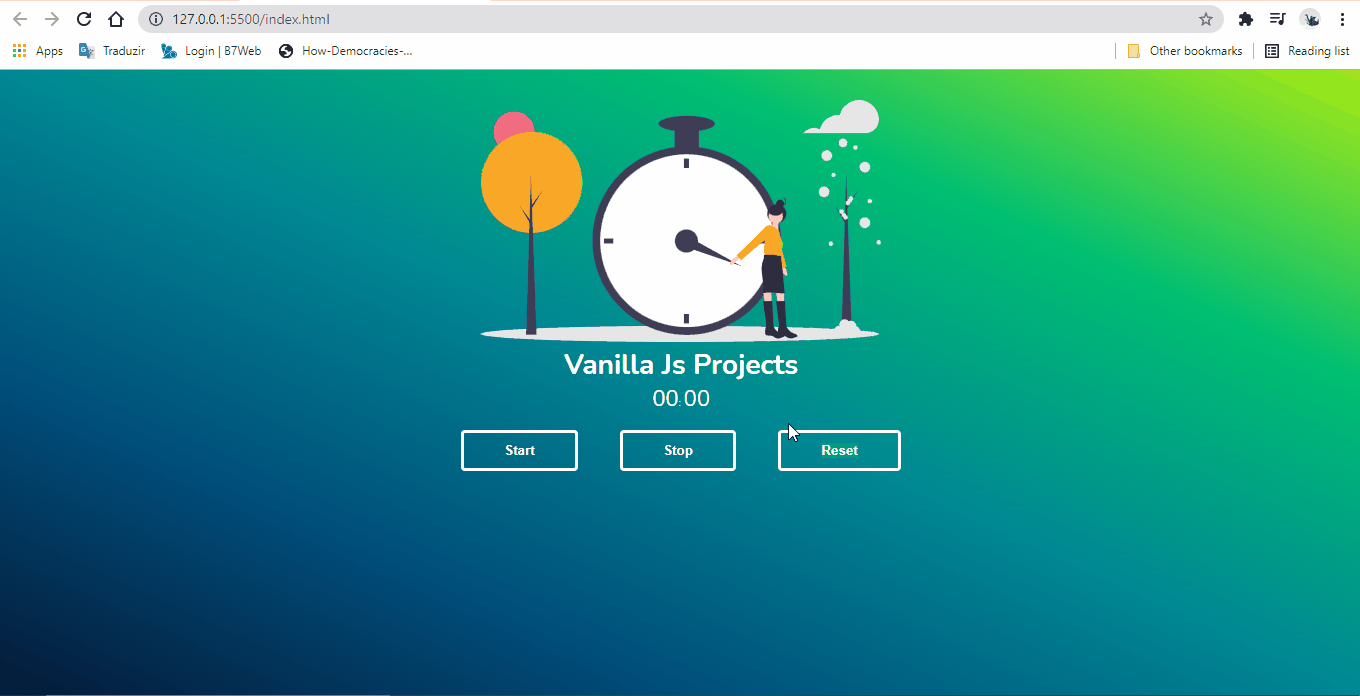 127.0.0.1:5500/index.html
Apps Traduzir Login | B7Web How-Democracies-... Other bookmarks Reading list
Vanilla Js Projects
00:00
Start Stop Reset